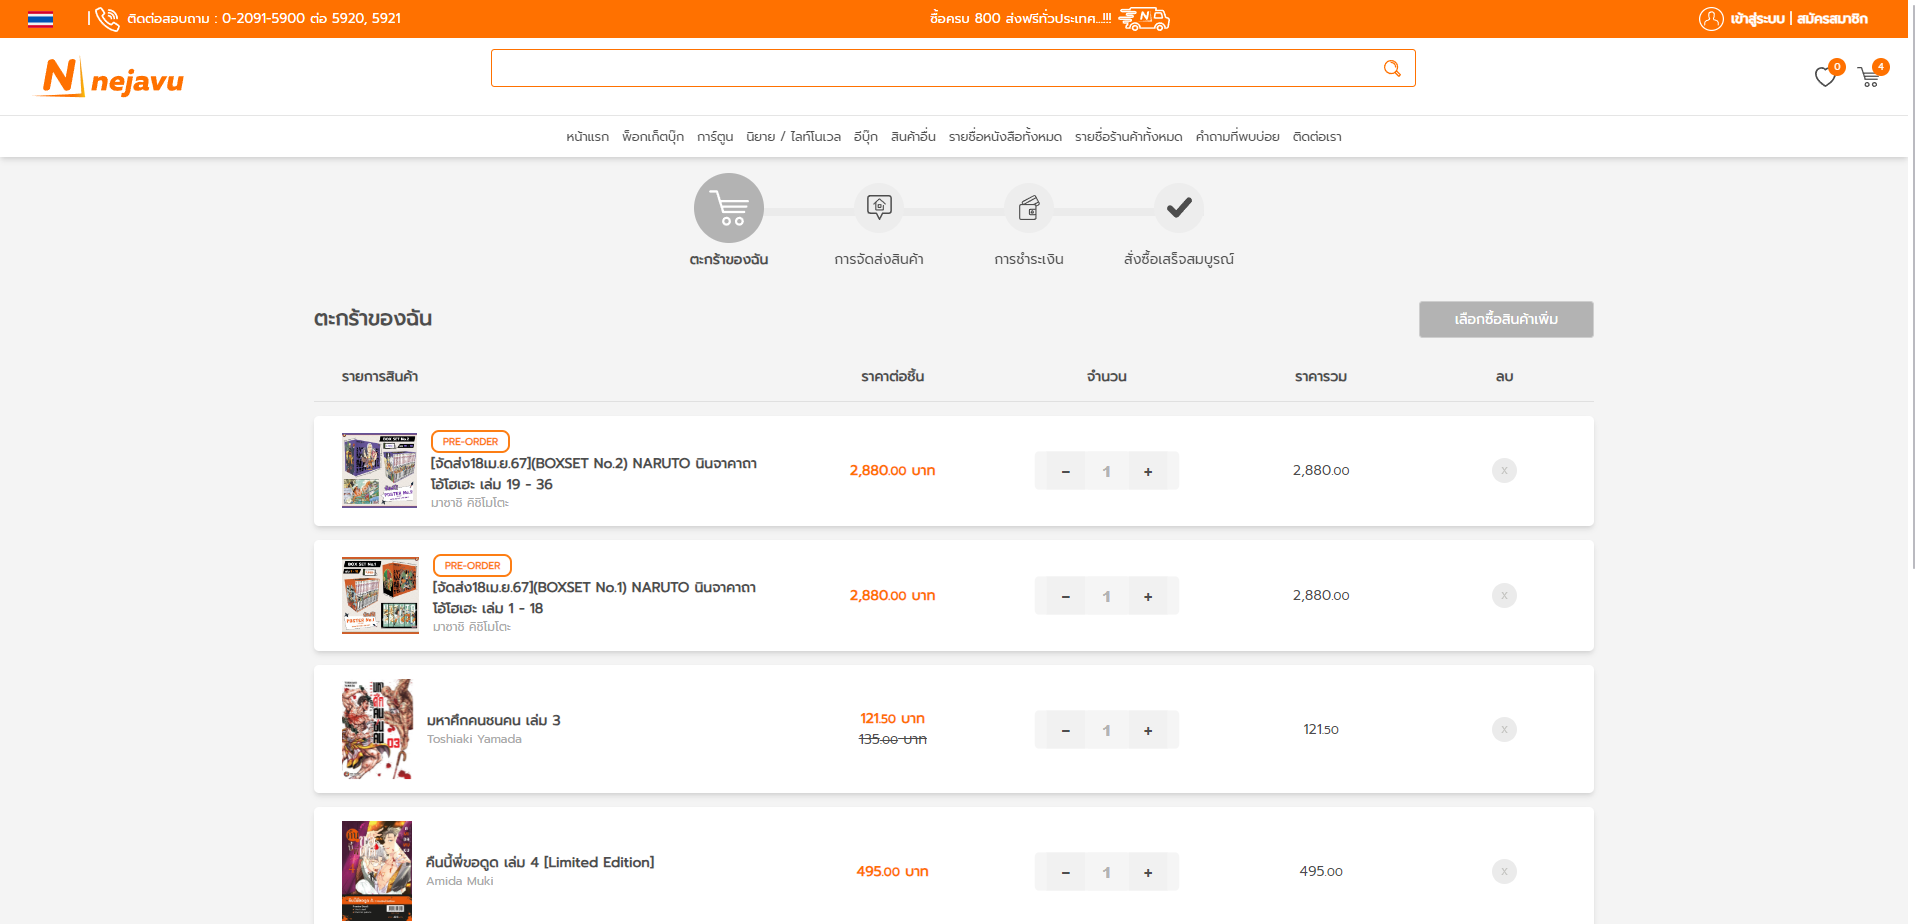 | ติดต่อสอบถาม : 0-2091-5900 ต่อ 5920, 5921
ซื้อครบ 800 ส่งฟรีทั่วประเทศ...!!!
เข้าสู่ระบบ | สมัครสมาชิก
N nejavu
0
4
หน้าแรก พ็อกเก็ตบุ๊ก การ์ตูน นิยาย / ไลท์โนเวล อีบุ๊ก สินค้าอื่น รายชื่อหนังสือทั้งหมด รายชื่อร้านค้าทั้งหมด คำถามที่พบบ่อย ติดต่อเรา
ตะกร้าของฉัน การจัดส่งสินค้า การชำระเงิน สั่งซื้อเสร็จสมบูรณ์
ตะกร้าของฉัน
เลือกซื้อสินค้าเพิ่ม
รายการสินค้า ราคาต่อชิ้น จำนวน ราคารวม ลบ
PRE-ORDER
[จัดส่ง18เม.ย.67](BOXSET No.2) NARUTO นินจาคาถา
โอ้โฮเฮะ เล่ม 19 - 36
มาซาชิ คิชิโมโตะ
2,880.00 บาท
- 1 +
2,880.00
x
PRE-ORDER
[จัดส่ง18เม.ย.67](BOXSET No.1) NARUTO นินจาคาถา
โอ้โฮเฮะ เล่ม 1 - 18
มาซาชิ คิชิโมโตะ
2,880.00 บาท
- 1 +
2,880.00
x
มหาศึกคนชนคน เล่ม 3
Toshiaki Yamada
121.50 บาท
135.00 บาท
- 1 +
121.50
x
คืนนี้พี่ขอดูด เล่ม 4 [Limited Edition]
Amida Muki
495.00 บาท
- 1 +
495.00
x